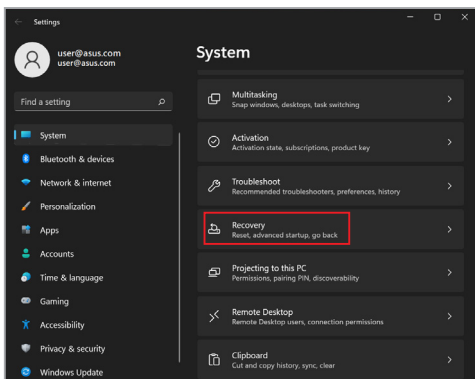 Settings
user@asus.com
user@asus.com
Find a setting
System
Bluetooth & devices
Network & internet
Personalization
Apps
Accounts
Time & language
Gaming
Accessibility
Privacy & security
Windows Update
System
Multitasking
Snap windows, desktops, task switching
Activation
Activation state, subscriptions, product key
Troubleshoot
Recommended troubleshooters, preferences, history
Recovery
Reset, advanced startup, go back
Projecting to this PC
Permissions, pairing PIN, discoverability
Remote Desktop
Remote Desktop users, connection permissions
Clipboard
Cut and copy history, sync, clear